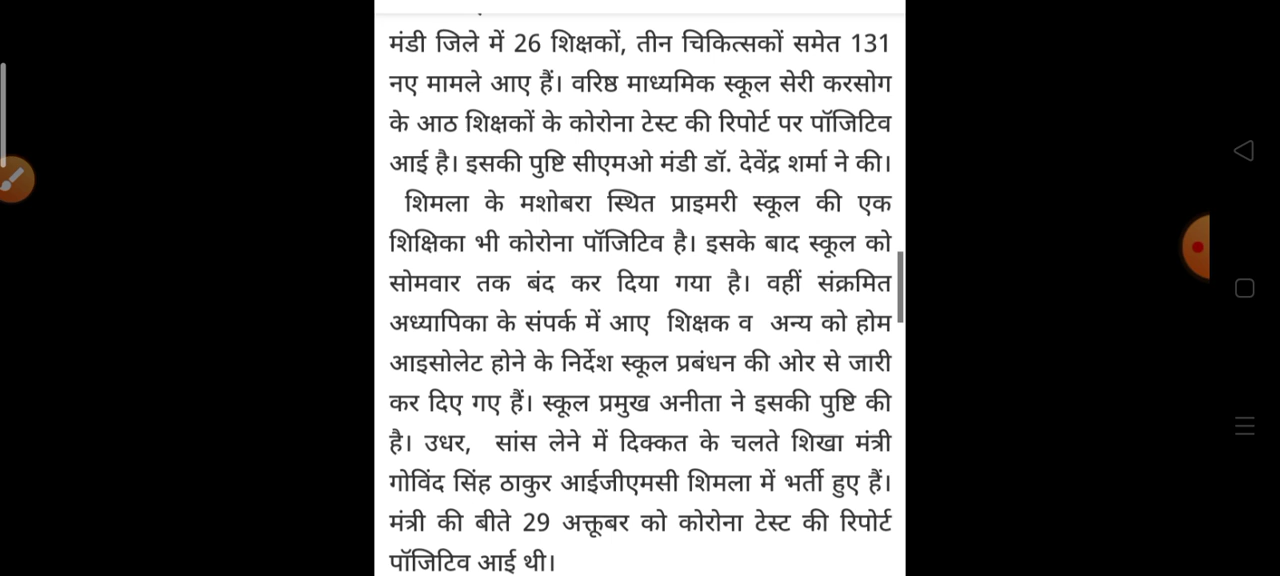 मंडी जिले में 26 शिक्षकों, तीन चिकित्सकों समेत 131
नए मामले आए हैं। वरिष्ठ माध्यमिक स्कूल सेरी करसोग
के आठ शिक्षकों के कोरोना टेस्ट की रिपोर्ट पर पॉजिटिव
आई है। इसकी पुष्टि सीएमओ मंडी डॉ. देवेंद्र शर्मा ने की।
शिमला के मशोबरा स्थित प्राइमरी स्कूल की एक
शिक्षिका भी कोरोना पॉजिटिव है। इसके बाद स्कूल को
सोमवार तक बंद कर दिया गया है। वहीं संक्रमित
अध्यापिका के संपर्क में आए शिक्षक व अन्य को होम
आइसोलेट होने के निर्देश स्कूल प्रबंधन की ओर से जारी
कर दिए गए हैं। स्कूल प्रमुख अनीता ने इसकी पुष्टि की
है। उधर, सांस लेने में दिक्कत के चलते शिखा मंत्री
गोविंद सिंह ठाकुर आईजीएमसी शिमला में भर्ती हुए हैं।
मंत्री की बीते 29 अक्तूबर को कोरोना टेस्ट की रिपोर्ट
पॉजिटिव आई थी।